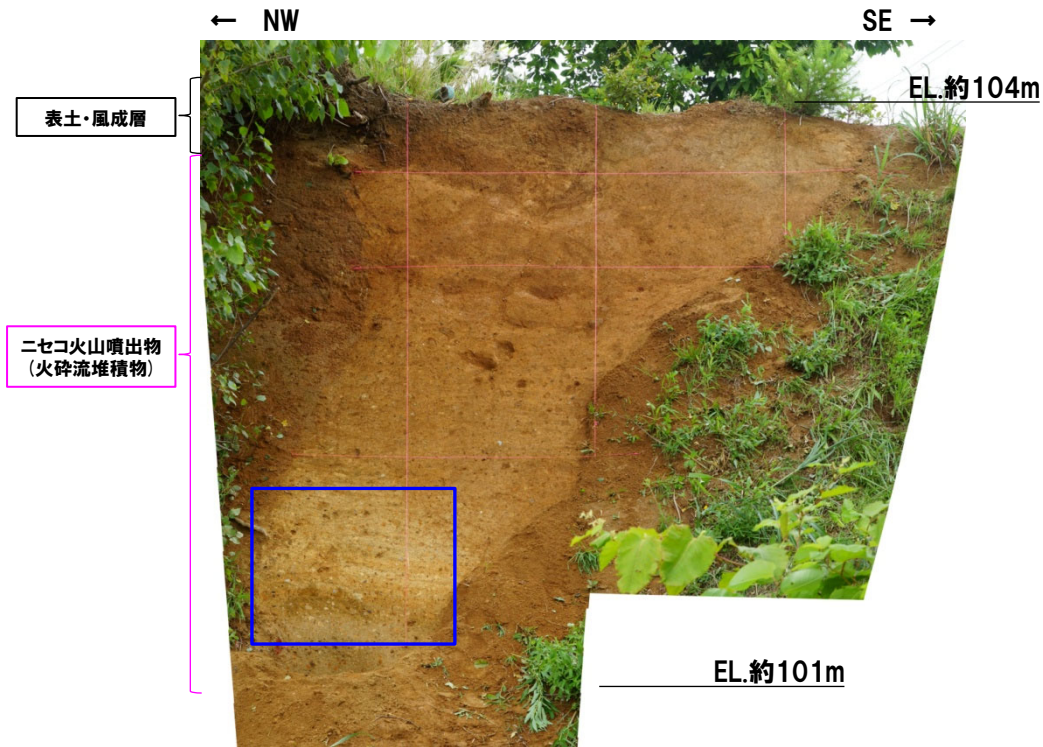 ← NW
SE →
EL.約104m
表土・風成層
ニセコ火山噴出物
(火砕流堆積物)
EL.約101m